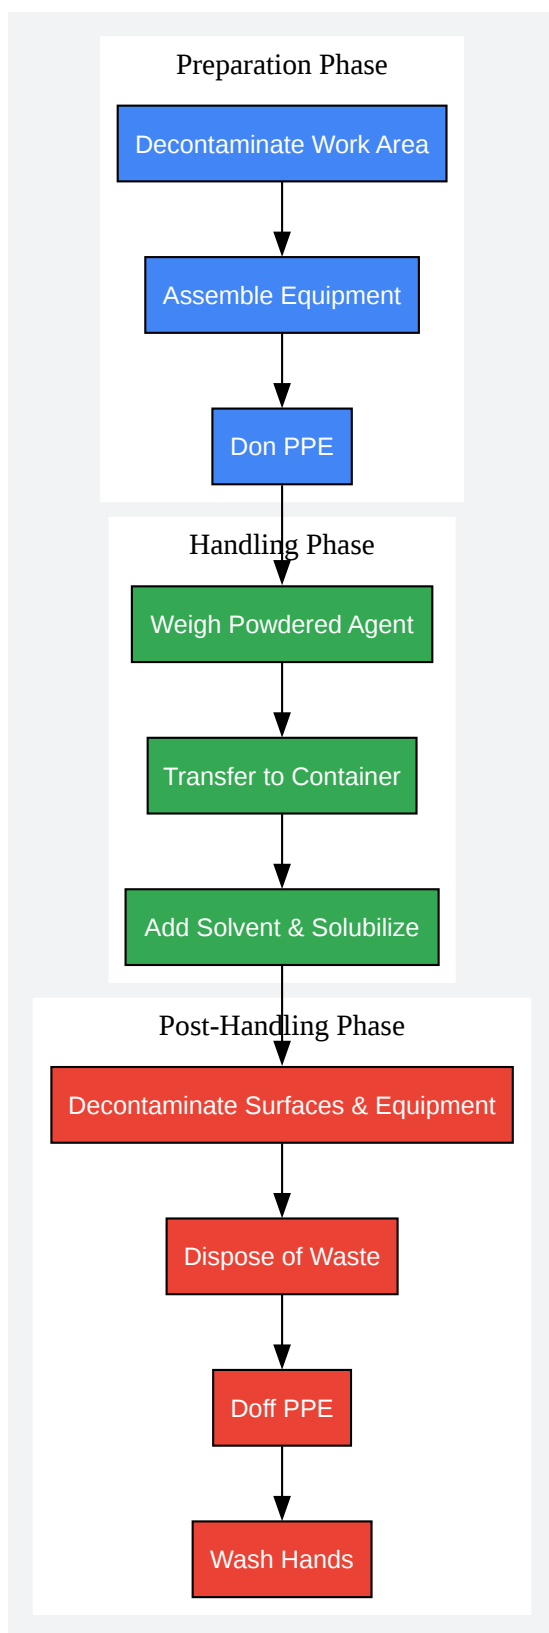 Preparation Phase
Decontaminate Work Area
Assemble Equipment
Don PPE
Handling Phase
Weigh Powdered Agent
Transfer to Container
Add Solvent & Solubilize
Post-Handling Phase
Decontaminate Surfaces & Equipment
Dispose of Waste
Doff PPE
Wash Hands